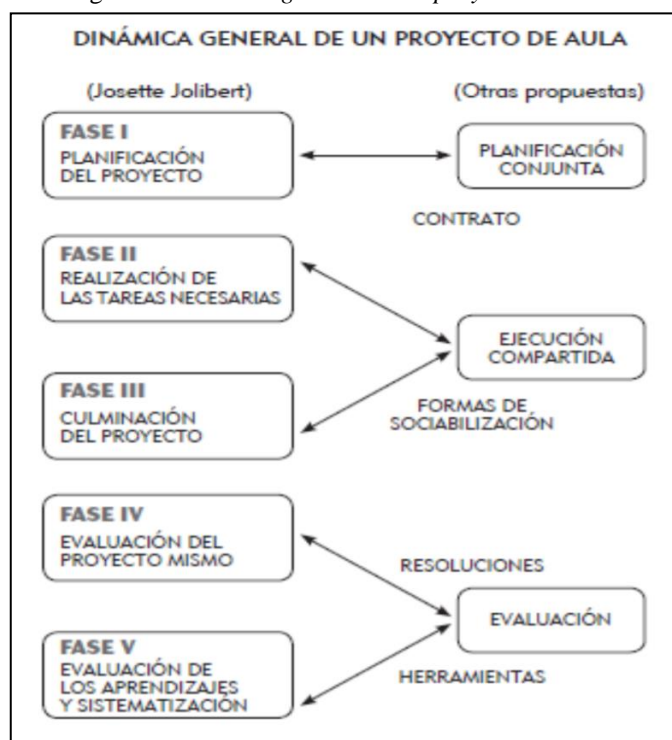 DINÁMICA GENERAL DE UN PROYECTO DE AULA
(Josette Jolibert)
(Otras propuestas)
FASE I
PLANIFICACIÓN
DEL PROYECTO
PLANIFICACIÓN
CONJUNTA
CONTRATO
FASE II
REALIZACIÓN DE
LAS TAREAS NECESARIAS
EJECUCIÓN
COMPARTIDA
FASE III
CULMINACIÓN
DEL PROYECTO
FORMAS DE
SOCIABILIZACIÓN
FASE IV
EVALUACIÓN DEL
PROYECTO MISMO
RESOLUCIONES
EVALUACIÓN
FASE V
EVALUACIÓN DE
LOS APRENDIZAJES
Y SISTEMATIZACIÓN
HERRAMIENTAS